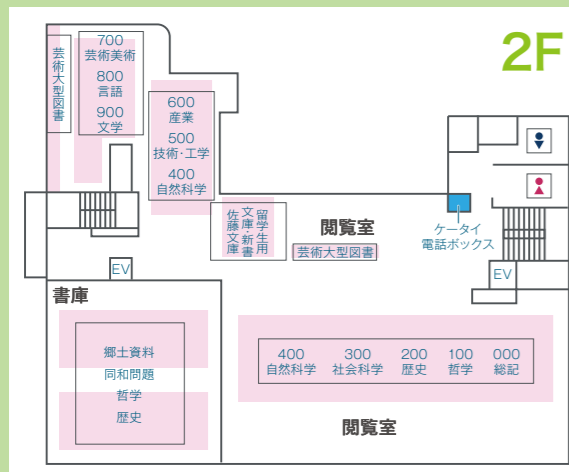 2F
芸術大型図書
700
芸術美術
800
言語
900
文学
600
産業
500
技術・工学
400
自然科学
留学生用
文庫・新書
佐藤文庫
閲覧室
芸術大型図書
ケータイ
電話ボックス
EV
EV
書庫
郷土資料
同和問題
哲学
歴史
400
自然科学
300
社会科学
200
歴史
100
哲学
000
総記
閲覧室